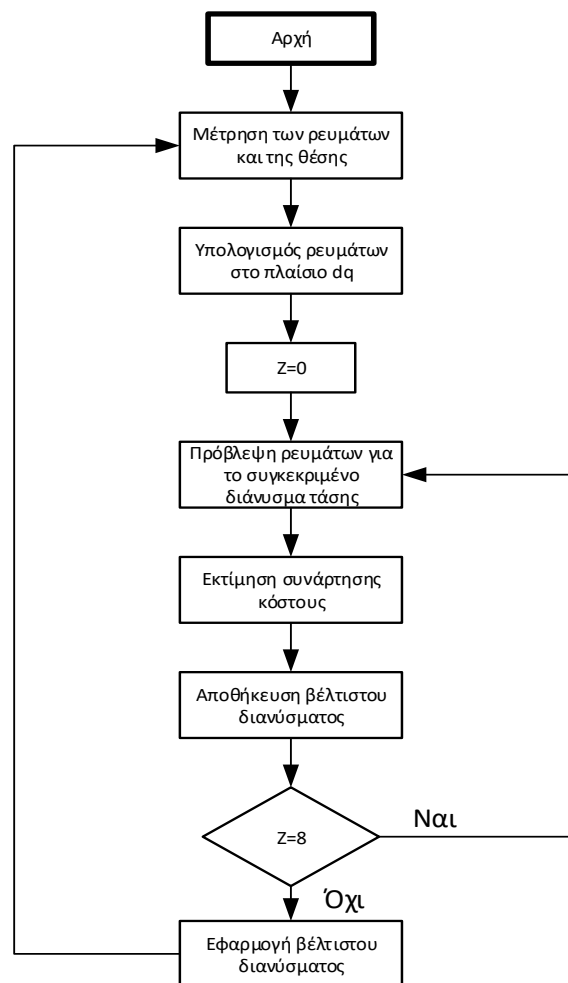 Αρχή
Μέτρηση των ρευμάτων
και της θέσης
Υπολογισμός ρευμάτων
στο πλαίσιο dq
Z=0
Πρόβλεψη ρευμάτων για
το συγκεκριμένο
διάνυσμα τάσης
Εκτίμηση συνάρτησης
κόστους
Αποθήκευση βέλτιστου
διανύσματος
Z=8
Ναι
Όχι
Εφαρμογή βέλτιστου
διανύσματος